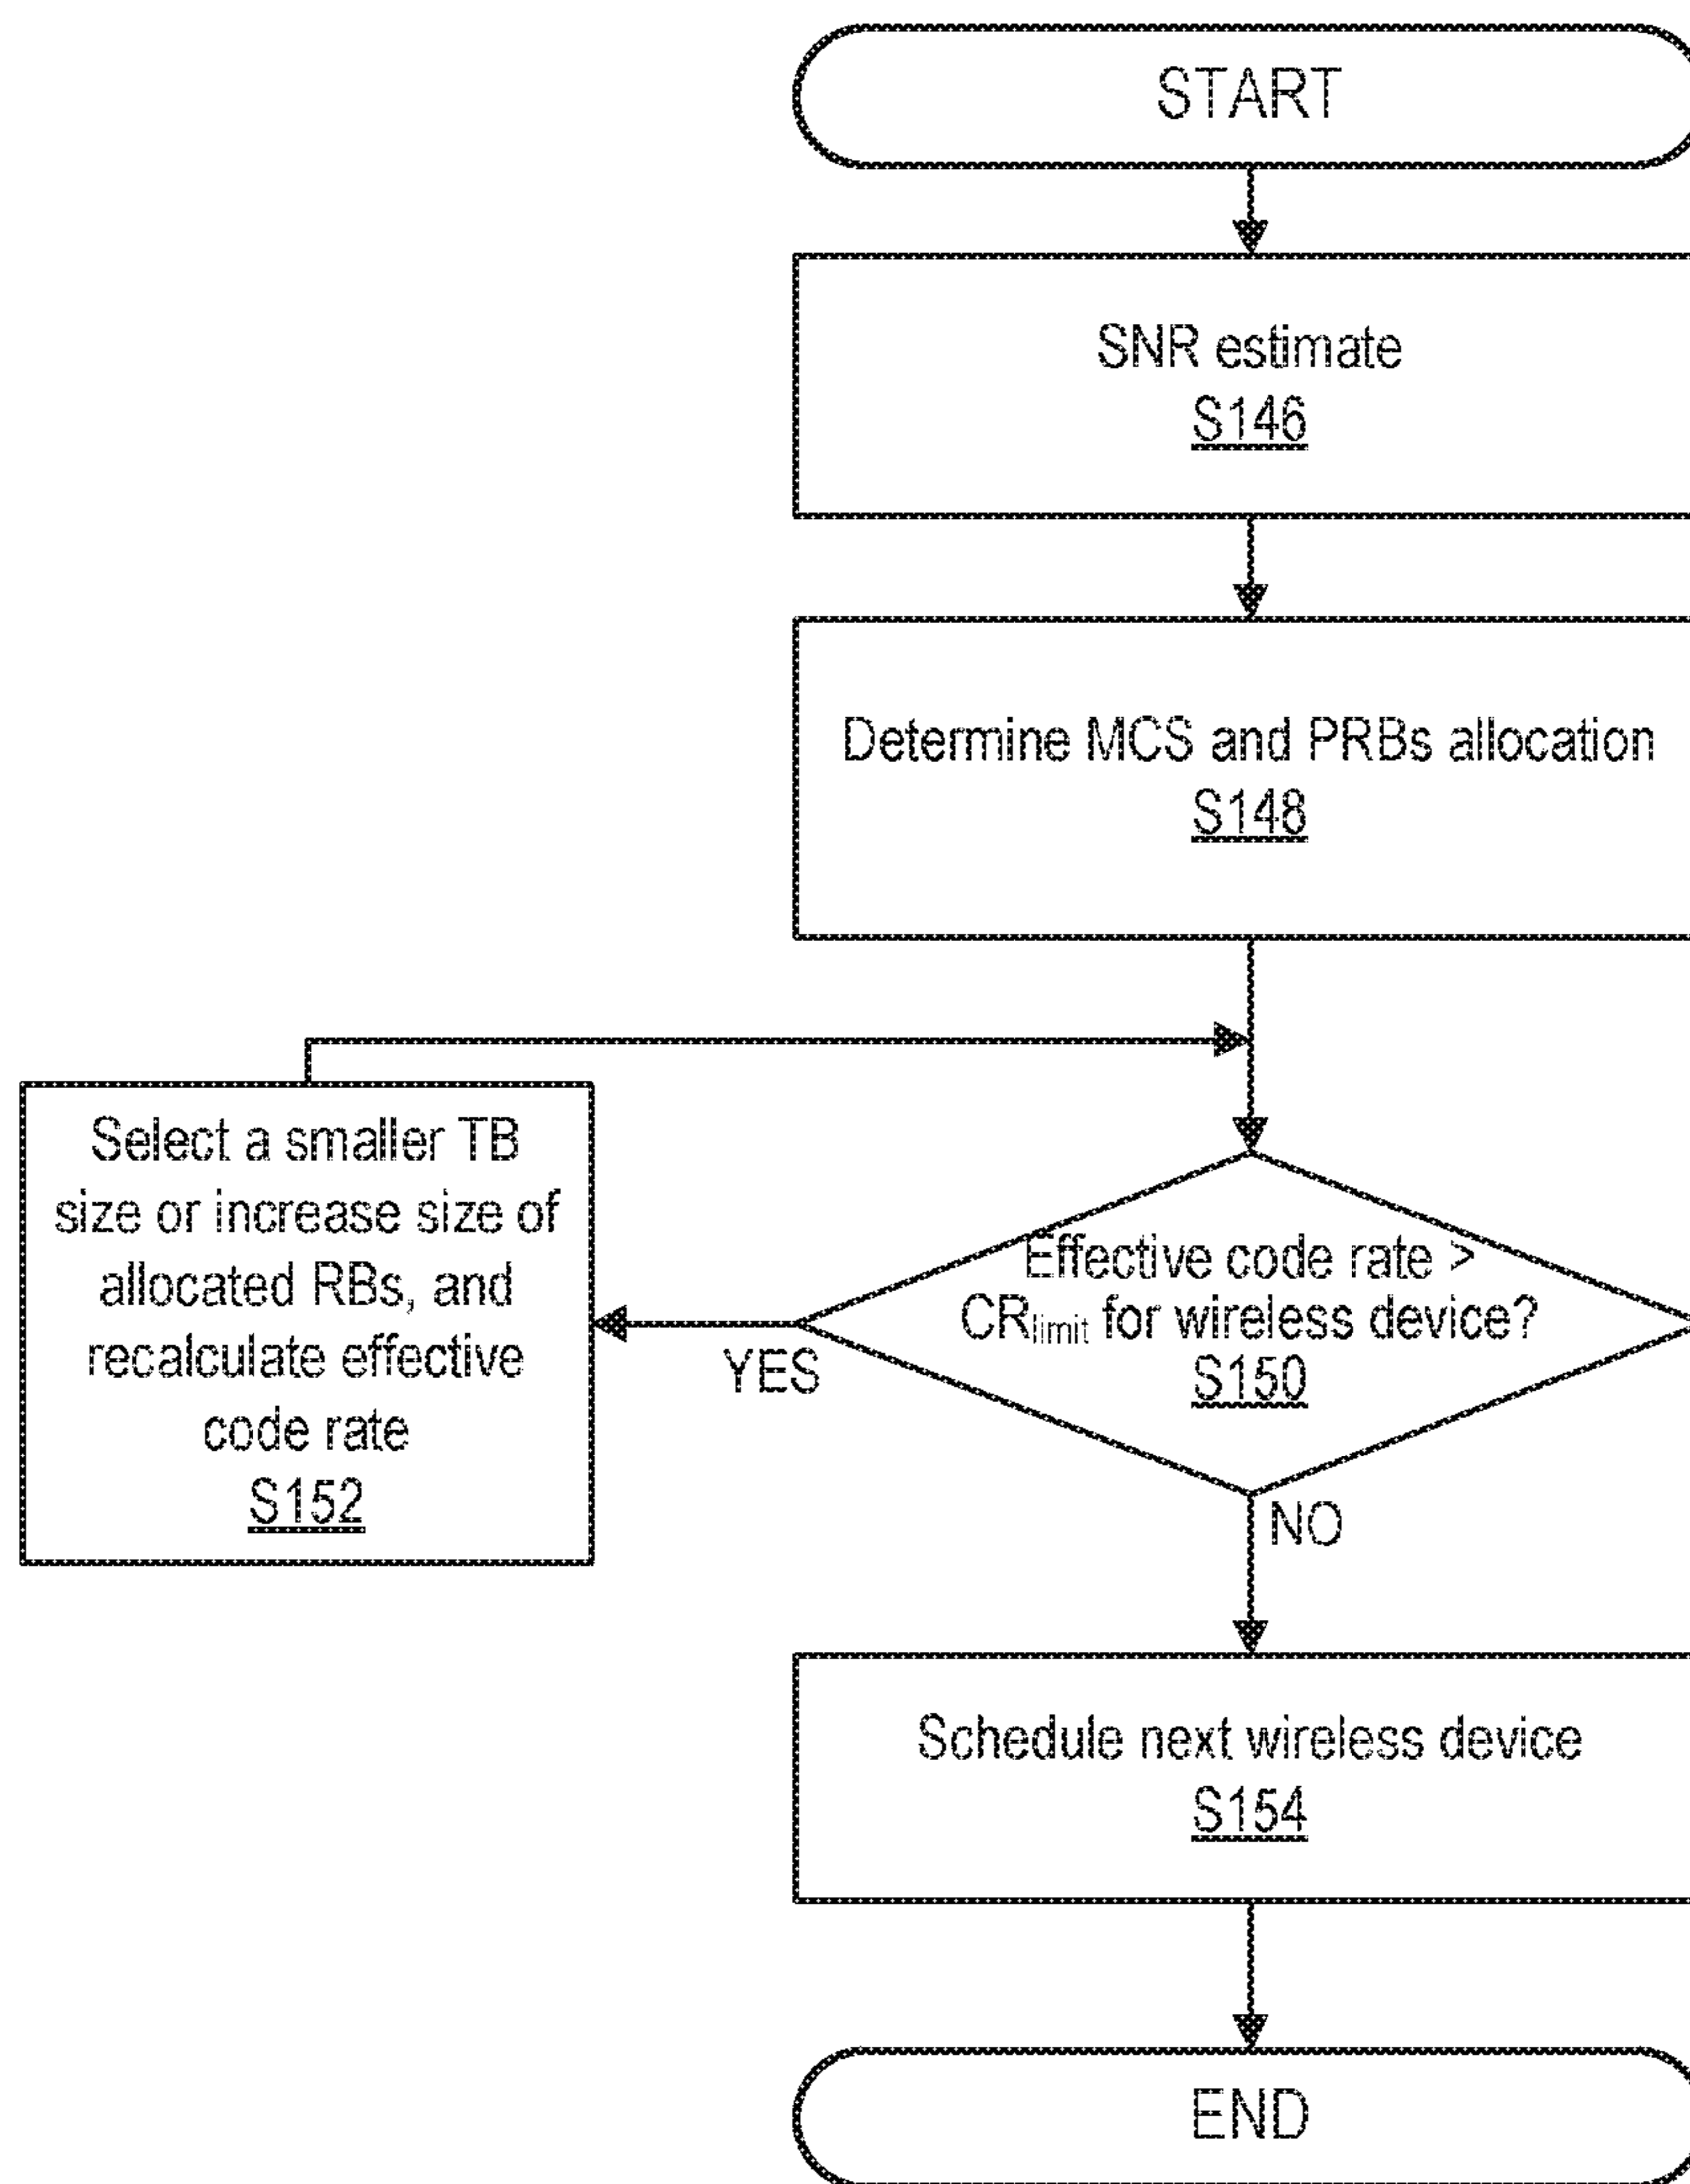 START
SNR estimate
S146
Determine MCS and PRBs allocation
S148
Select a smaller TB
size or increase size of
allocated RBs, and
recalculate effective
code rate
S152
Effective code rate >
CRlimit for wireless device?
S150
YES
NO
Schedule next wireless device
S154
END